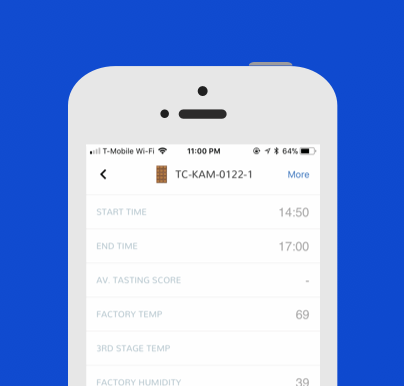 T-Mobile Wi-Fi 11:00 PM 64%
TC-KAM-0122-1 More
START TIME 14:50
END TIME 17:00
AV. TASTING SCORE -
FACTORY TEMP 69
3RD STAGE TEMP
FACTORY HUMIDITY 39